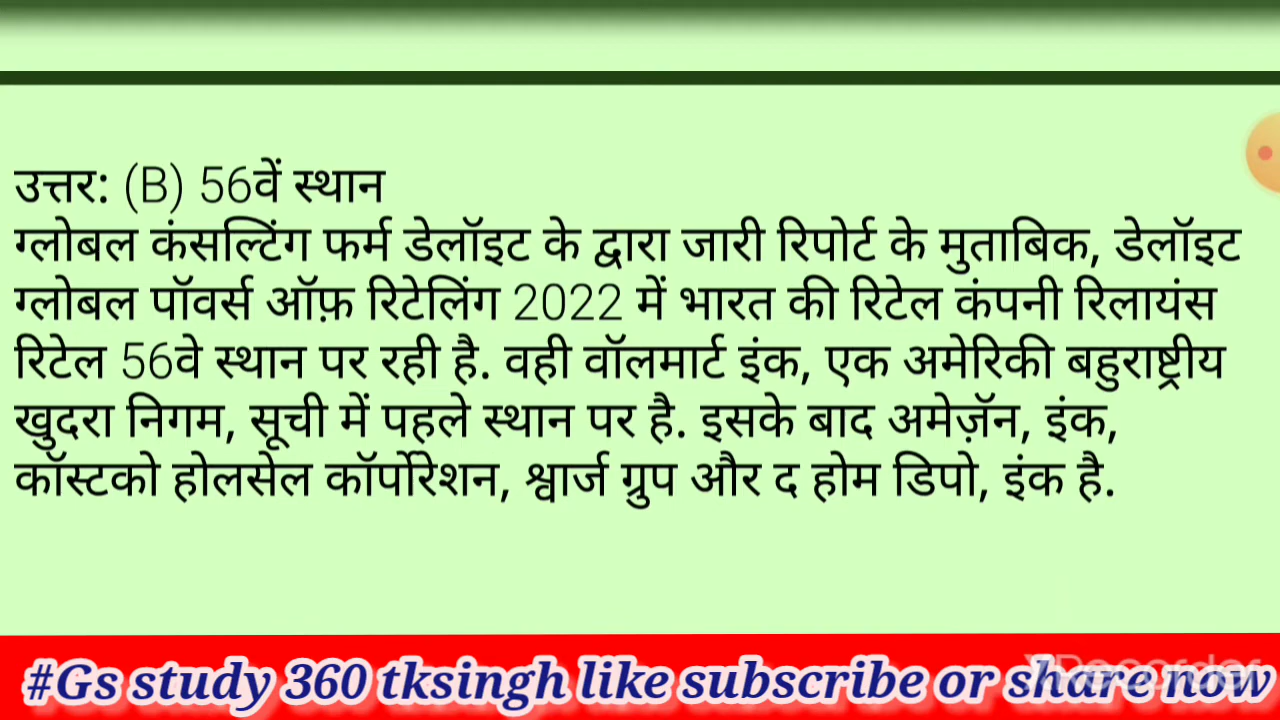 उत्तर: (B) 56वें स्थान
ग्लोबल कंसल्टिंग फर्म डेलॉइट के द्वारा जारी रिपोर्ट के मुताबिक, डेलॉइट
ग्लोबल पॉवर्स ऑफ़ रिटेलिंग 2022 में भारत की रिटेल कंपनी रिलायंस
रिटेल 56वे स्थान पर रही है. वही वॉलमार्ट इंक, एक अमेरिकी बहुराष्ट्रीय
खुदरा निगम, सूची में पहले स्थान पर है. इसके बाद अमेज़ॅन, इंक,
कॉस्टको होलसेल कॉर्पोरेशन, श्वार्ज ग्रुप और द होम डिपो, इंक है.
#Gs study 360 tksingh like subscribe or share now
XRecorder